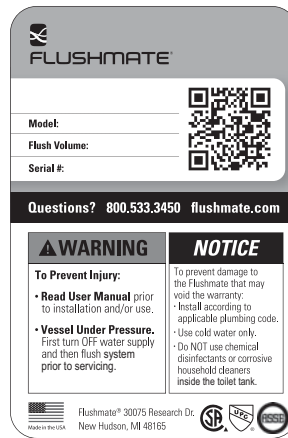 FLUSHMATE®
Model:
Flush Volume:
Serial #:
Questions? 800.533.3450 flushmate.com
WARNING
To Prevent Injury:
• Read User Manual prior
to installation and/or use.
• Vessel Under Pressure.
First turn OFF water supply
and then flush system
prior to servicing.
NOTICE
To prevent damage to
the Flushmate that may
void the warranty:
• Install according to
applicable plumbing code.
• Use cold water only.
• Do NOT use chemical
disinfectants or corrosive
household cleaners
inside the toilet tank.
Made in the USA
Flushmate® 30075 Research Dr.
New Hudson, MI 48165
UPC
ASSE